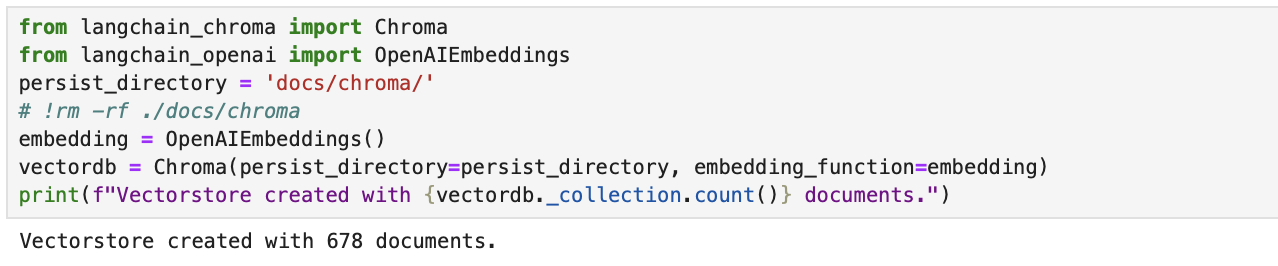 from langchain_chroma import Chroma
from langchain_openai import OpenAIEmbeddings
persist_directory = 'docs/chroma/'
# !rm -rf ./docs/chroma
embedding = OpenAIEmbeddings()
vectordb = Chroma(persist_directory=persist_directory, embedding_function=embedding)
print(f"Vectorstore created with {vectordb._collection.count()} documents.")
Vectorstore created with 678 documents.